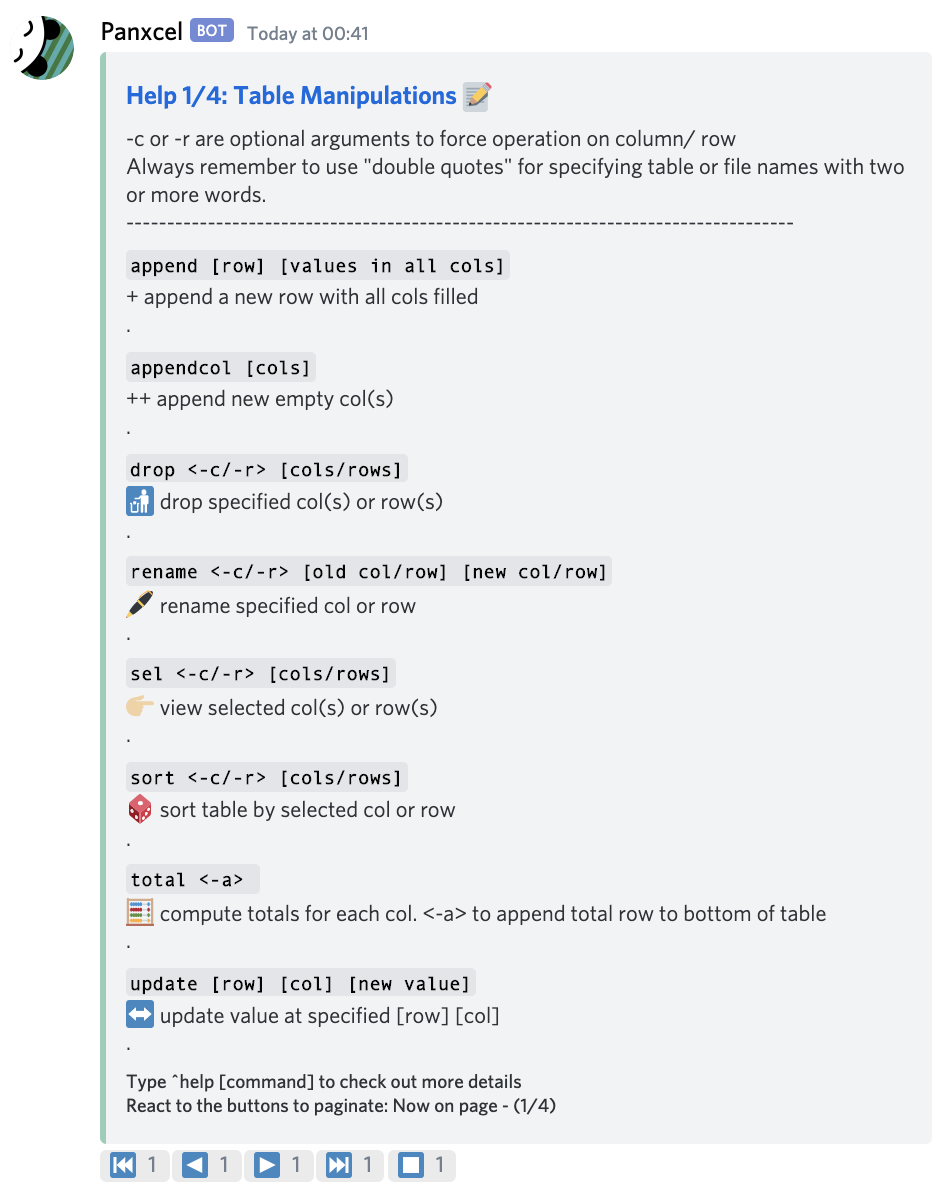 Panxcel BOT Today at 00:41
Help 1/4: Table Manipulations
-c or -r are optional arguments to force operation on column/ row
Always remember to use "double quotes" for specifying table or file names with two
or more words.
---------------------------------------------------------------------------------
append [row] [values in all cols]
+ append a new row with all cols filled
.
appendcol [cols]
++ append new empty col(s)
.
drop <-c/-r> [cols/rows]
drop specified col(s) or row(s)
.
rename <-c/-r> [old col/row] [new col/row]
rename specified col or row
.
sel <-c/-r> [cols/rows]
view selected col(s) or row(s)
.
sort <-c/-r> [cols/rows]
sort table by selected col or row
.
total <-a>
compute totals for each col. <-a> to append total row to bottom of table
.
update [row] [col] [new value]
update value at specified [row] [col]
.
Type ^help [command] to check out more details
React to the buttons to paginate: Now on page - (1/4)
1 1 1 1 1